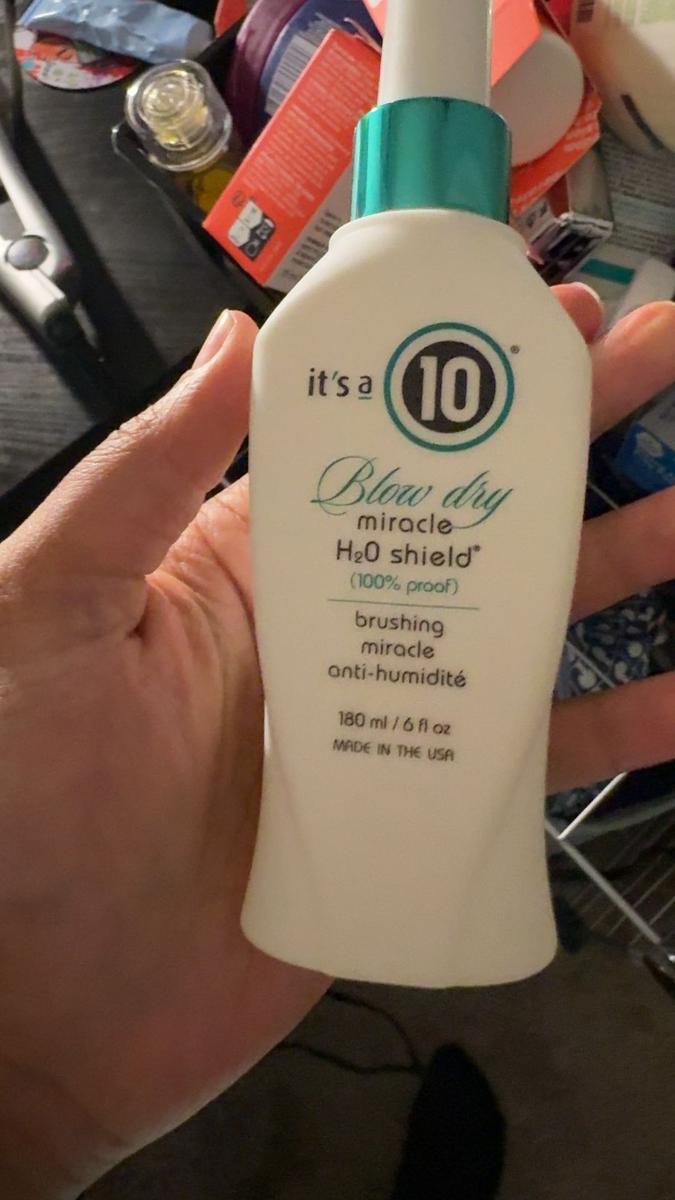 it's a 10®
Blow dry
miracle
H₂O shield®
(100% proof)
brushing
miracle
anti-humidité
180 ml / 6 fl oz
MADE IN THE USA